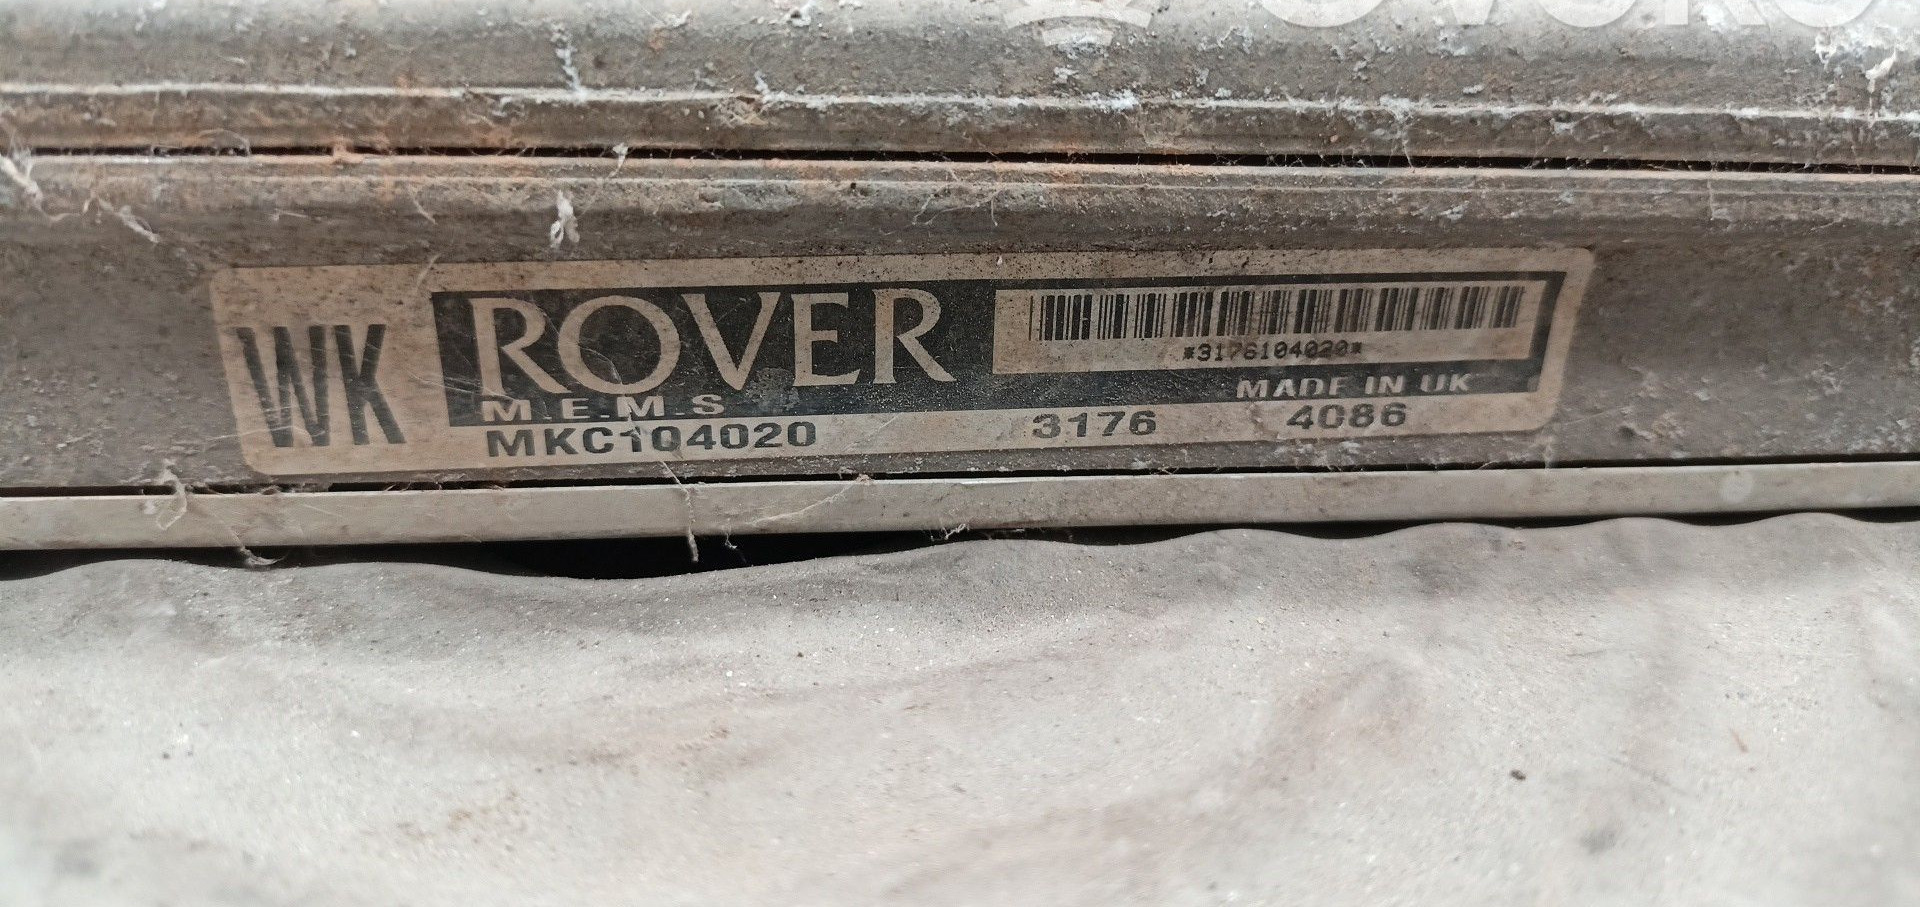 WK
ROVER
*3176104020*
M.E.M.S
MADE IN UK
MKC104020 3176 4086